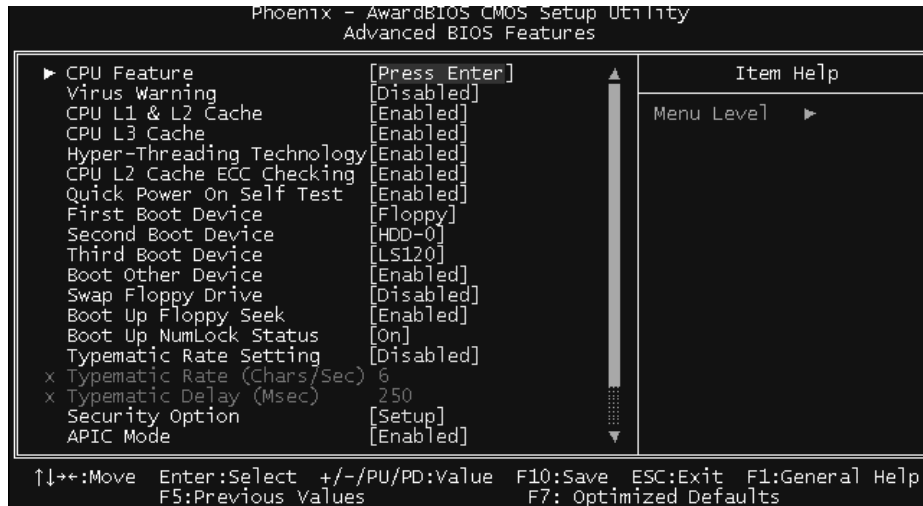 Phoenix - AwardBIOS CMOS Setup Utility
Advanced BIOS Features
► CPU Feature [Press Enter]
Virus Warning [Disabled]
CPU L1 & L2 Cache [Enabled]
CPU L3 Cache [Enabled]
Hyper-Threading Technology[Enabled]
CPU L2 Cache ECC Checking [Enabled]
Quick Power On Self Test [Enabled]
First Boot Device [Floppy]
Second Boot Device [HDD-0]
Third Boot Device [LS120]
Boot Other Device [Enabled]
Swap Floppy Drive [Disabled]
Boot Up Floppy Seek [Enabled]
Boot Up NumLock Status [On]
Typematic Rate Setting [Disabled]
x Typematic Rate (Chars/Sec) 6
x Typematic Delay (Msec) 250
Security Option [Setup]
APIC Mode [Enabled]
Item Help
Menu Level ►
↑↓→←:Move Enter:Select +/-/PU/PD:Value F10:Save ESC:Exit F1:General Help
F5:Previous Values F7: Optimized Defaults